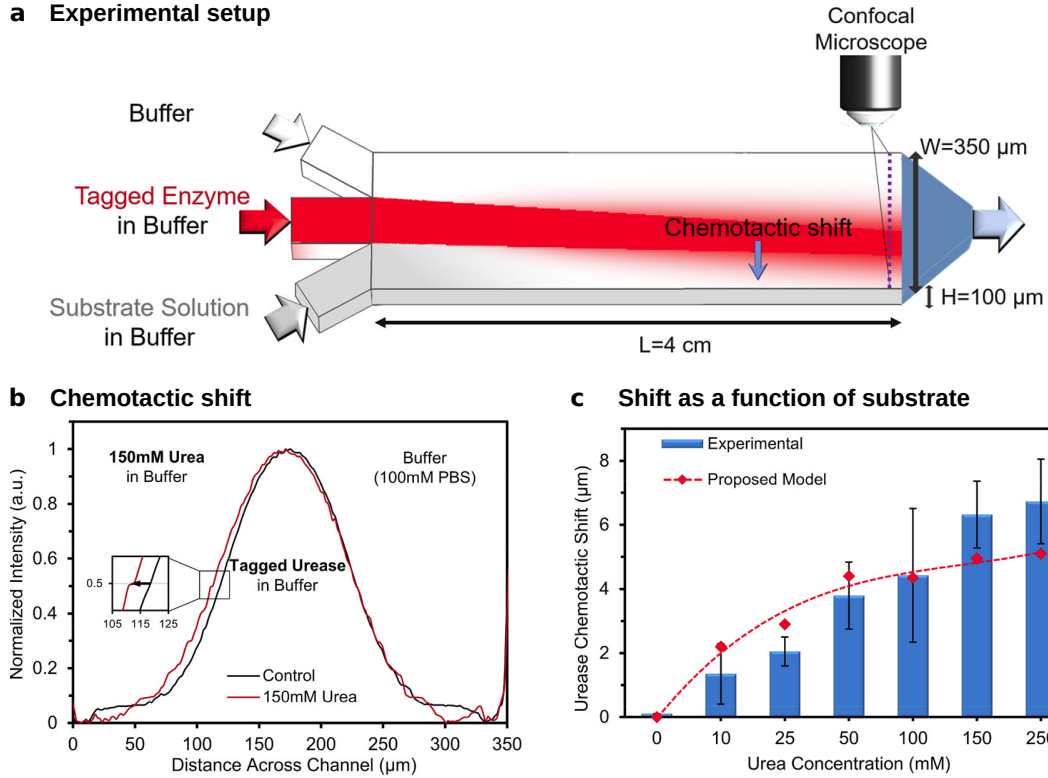 a Experimental setup
Confocal
Microscope
Buffer
W=350 µm
Tagged Enzyme
in Buffer
Chemotactic shift
H=100 µm
Substrate Solution
in Buffer
L=4 cm
b Chemotactic shift
Normalized Intensity (a.u.)
1
0.8
0.6
0.4
0.2
0
150mM Urea
in Buffer
Buffer
(100mM PBS)
Tagged Urease
in Buffer
0.5
105 115 125
Control
150mM Urea
0 50 100 150 200 250 300 350
Distance Across Channel (µm)
c Shift as a function of substrate
Urease Chemotactic Shift (µm)
8
6
4
2
0
Experimental
Proposed Model
0 10 25 50 100 150 250
Urea Concentration (mM)